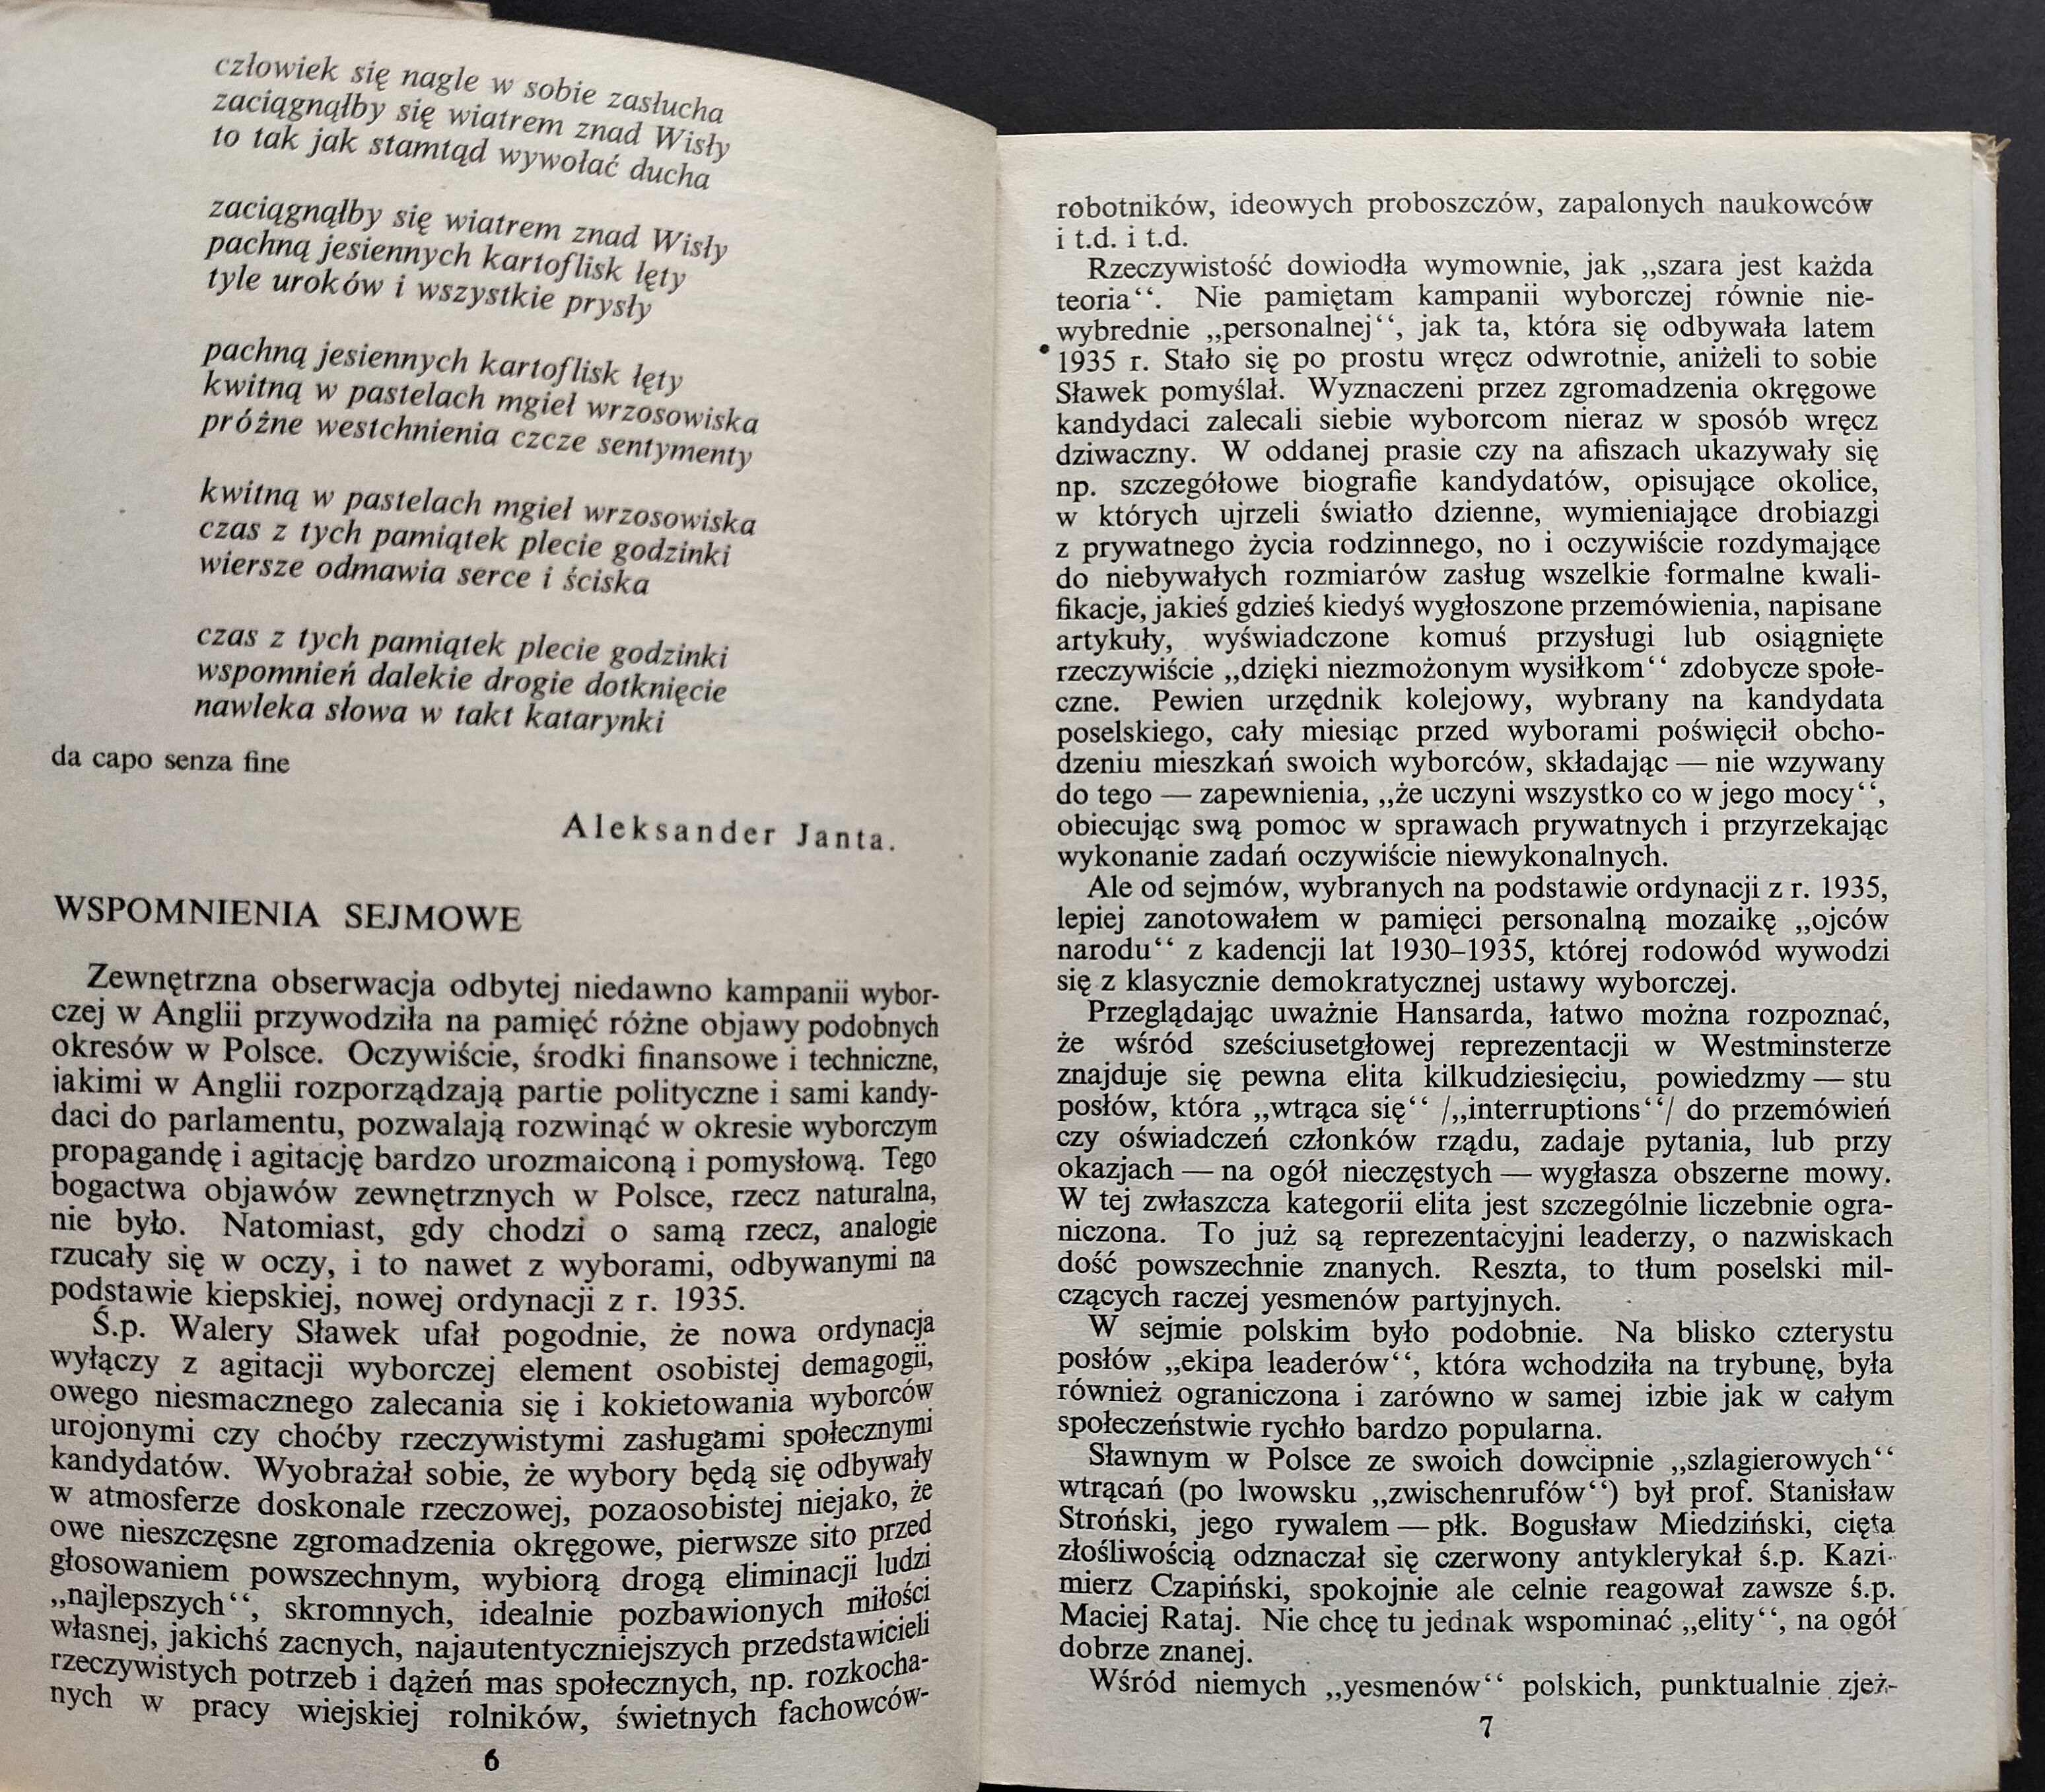 człowiek się nagle w sobie zasłucha
zaciągnąłby się wiatrem znad Wisły
to tak jak stamtąd wywołać ducha
zaciągnąłby się wiatrem znad Wisły
pachną jesiennych kartoflisk łęty
tyle uroków i wszystkie prysły
pachną jesiennych kartoflisk łęty
kwitną w pastelach mgieł wrzosowiska
próżne westchnienia czcze sentymenty
kwitną w pastelach mgieł wrzosowiska
czas z tych pamiątek plecie godzinki
wiersze odmawia serce i ściska
czas z tych pamiątek plecie godzinki
wspomnień dalekie drogie dotknięcie
nawleka słowa w takt katarynki
da capo senza fine
Aleksander Janta.
WSPOMNIENIA SEJMOWE
Zewnętrzna obserwacja odbytej niedawno kampanii wybor-
czej w Anglii przywodziła na pamięć różne objawy podobnych
okresów w Polsce. Oczywiście, środki finansowe i techniczne,
jakimi w Anglii rozporządzają partie polityczne i sami kandy-
daci do parlamentu, pozwalają rozwinąć w okresie wyborczym
propagandę i agitację bardzo urozmaiconą i pomysłową. Tego
bogactwa objawów zewnętrznych w Polsce, rzecz naturalna,
nie było. Natomiast, gdy chodzi o samą rzecz, analogie
rzucały się w oczy, i to nawet z wyborami, odbywanymi na
podstawie kiepskiej, nowej ordynacji z r. 1935.
Ś.p. Walery Sławek ufał pogodnie, że nowa ordynacja
wyłączy z agitacji wyborczej element osobistej demagogii,
owego niesmacznego zalecania się i kokietowania wyborców
urojonymi czy choćby rzeczywistymi zasługami społecznymi
kandydatów. Wyobrażał sobie, że wybory będą się odbywały
w atmosferze doskonale rzeczowej, pozaosobistej niejako, że
owe nieszczęsne zgromadzenia okręgowe, pierwsze sito przed
głosowaniem powszechnym, wybiorą drogą eliminacji ludzi
„najlepszych“, skromnych, idealnie pozbawionych miłości
własnej, jakichś zacnych, najautentyczniejszych przedstawicieli
rzeczywistych potrzeb i dążeń mas społecznych, np. rozkocha-
nych w pracy wiejskiej rolników, świetnych fachowców-
6
robotników, ideowych proboszczów, zapalonych naukowców
i t.d. i t.d.
Rzeczywistość dowiodła wymownie, jak „szara jest każda
teoria“. Nie pamiętam kampanii wyborczej równie nie-
wybrednie „personalnej“, jak ta, która się odbywała latem
1935 r. Stało się po prostu wręcz odwrotnie, aniżeli to sobie
Sławek pomyślał. Wyznaczeni przez zgromadzenia okręgowe
kandydaci zalecali siebie wyborcom nieraz w sposób wręcz
dziwaczny. W oddanej prasie czy na afiszach ukazywały się
np. szczegółowe biografie kandydatów, opisujące okolice,
w których ujrzeli światło dzienne, wymieniające drobiazgi
z prywatnego życia rodzinnego, no i oczywiście rozdymające
do niebywałych rozmiarów zasług wszelkie formalne kwali-
fikacje, jakieś gdzieś kiedyś wygłoszone przemówienia, napisane
artykuły, wyświadczone komuś przysługi lub osiągnięte
rzeczywiście „dzięki niezmożonym wysiłkom“ zdobycze społe-
czne. Pewien urzędnik kolejowy, wybrany na kandydata
poselskiego, cały miesiąc przed wyborami poświęcił obcho-
dzeniu mieszkań swoich wyborców, składając — nie wzywany
do tego — zapewnienia, „że uczyni wszystko co w jego mocy“,
obiecując swą pomoc w sprawach prywatnych i przyrzekając
wykonanie zadań oczywiście niewykonalnych.
Ale od sejmów, wybranych na podstawie ordynacji z r. 1935,
lepiej zanotowałem w pamięci personalną mozaikę „ojców
narodu“ z kadencji lat 1930–1935, której rodowód wywodzi
się z klasycznie demokratycznej ustawy wyborczej.
Przeglądając uważnie Hansarda, łatwo można rozpoznać,
że wśród sześciusetgłowej reprezentacji w Westminsterze
znajduje się pewna elita kilkudziesięciu, powiedzmy — stu
posłów, która „wtrąca się“ /„interruptions“/ do przemówień
czy oświadczeń członków rządu, zadaje pytania, lub przy
okazjach — na ogół nieczęstych — wygłasza obszerne mowy.
W tej zwłaszcza kategorii elita jest szczególnie liczebnie ogra-
niczona. To już są reprezentacyjni leaderzy, o nazwiskach
dość powszechnie znanych. Reszta, to tłum poselski mil-
czących raczej yesmenów partyjnych.
W sejmie polskim było podobnie. Na blisko czterystu
posłów „ekipa leaderów“, która wchodziła na trybunę, była
również ograniczona i zarówno w samej izbie jak w całym
społeczeństwie rychło bardzo popularna.
Sławnym w Polsce ze swoich dowcipnie „szlagierowych“
wtrącań (po lwowsku „zwischenrufów“) był prof. Stanisław
Stroński, jego rywalem — płk. Bogusław Miedziński, ciętą
złośliwością odznaczał się czerwony antyklerykał ś.p. Kazi-
mierz Czapiński, spokojnie ale celnie reagował zawsze ś.p.
Maciej Rataj. Nie chcę tu jednak wspominać „elity“, na ogół
dobrze znanej.
Wśród niemych „yesmenów“ polskich, punktualnie zjeż-
7